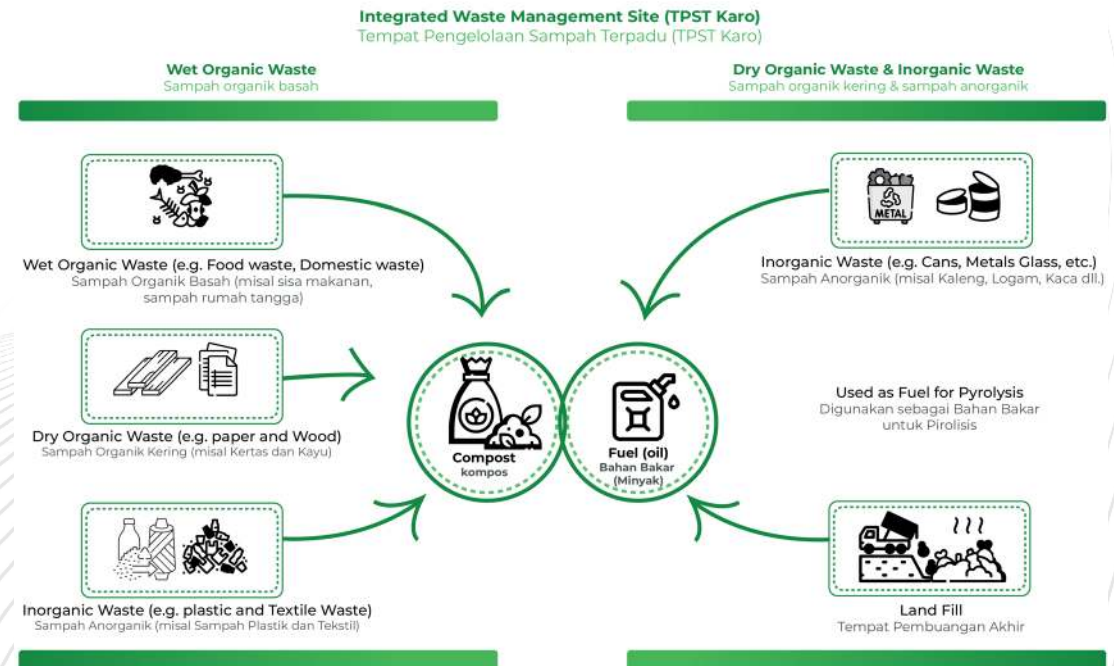 Integrated Waste Management Site (TPST Karo)
Tempat Pengelolaan Sampah Terpadu (TPST Karo)
Wet Organic Waste
Sampah organik basah
Dry Organic Waste & Inorganic Waste
Sampah organik kering & sampah anorganik
Wet Organic Waste (e.g. Food waste, Domestic waste)
Sampah Organik Basah (misal sisa makanan,
sampah rumah tangga)
METAL
Inorganic Waste (e.g. Cans, Metals Glass, etc.)
Sampah Anorganik (misal Kaleng, Logam, Kaca dll.)
Dry Organic Waste (e.g. paper and Wood)
Sampah Organik Kering (misal Kertas dan Kayu)
Compost
kompos
Fuel (oil)
Bahan Bakar
(Minyak)
Used as Fuel for Pyrolysis
Digunakan sebagai Bahan Bakar
untuk Pirolisis
Inorganic Waste (e.g. plastic and Textile Waste)
Sampah Anorganik (misal Sampah Plastik dan Tekstil)
Land Fill
Tempat Pembuangan Akhir